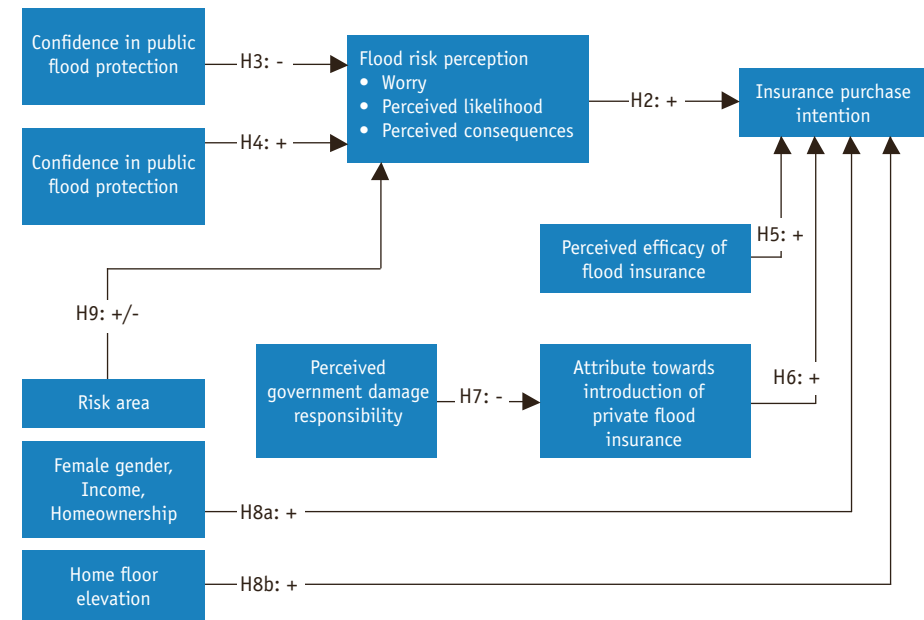 Confidence in public
flood protection
H3: -
Flood risk perception
• Worry
• Perceived likelihood
• Perceived consequences
H2: +
Insurance purchase
intention
Confidence in public
flood protection
H4: +
Perceived efficacy of
flood insurance
H5: +
H9: +/-
Risk area
Perceived
government damage
responsibility
H7: -
Attribute towards
introduction of
private flood
insurance
H6: +
Female gender,
Income,
Homeownership
H8a: +
Home floor
elevation
H8b: +